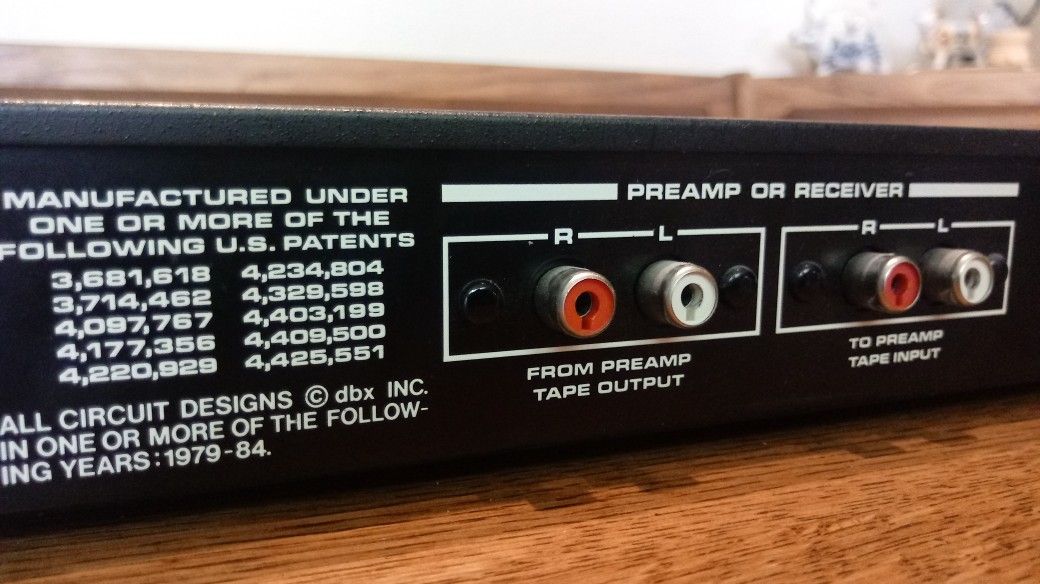 MANUFACTURED UNDER
ONE OR MORE OF THE
FOLLOWING U.S. PATENTS
3,681,618 4,234,804
3,714,462 4,329,598
4,097,767 4,403,199
4,177,356 4,409,500
4,220,929 4,425,551
ALL CIRCUIT DESIGNS © dbx INC.
IN ONE OR MORE OF THE FOLLOW-
ING YEARS: 1979-84.
PREAMP OR RECEIVER
R L
FROM PREAMP
TAPE OUTPUT
R L
TO PREAMP
TAPE INPUT